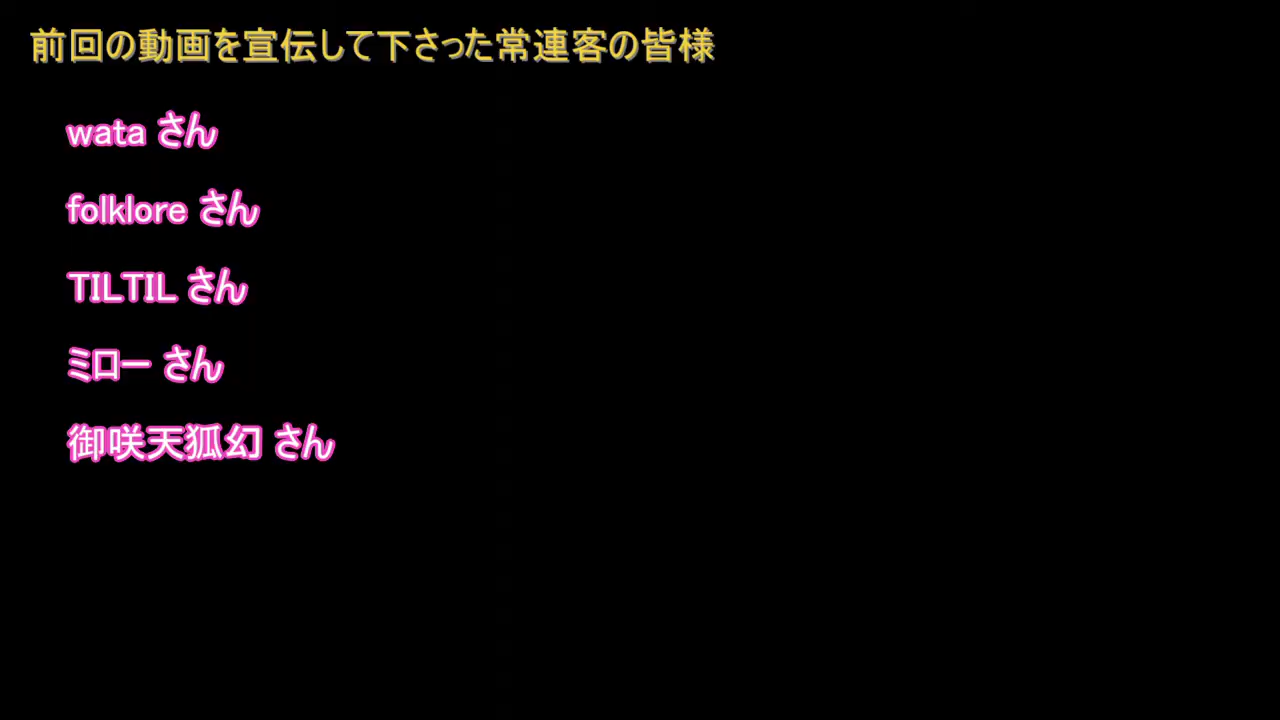 前回の動画を宣伝して下さった常連客の皆様
wata さん
folklore さん
TILTIL さん
ミロー さん
御咲天狐幻 さん